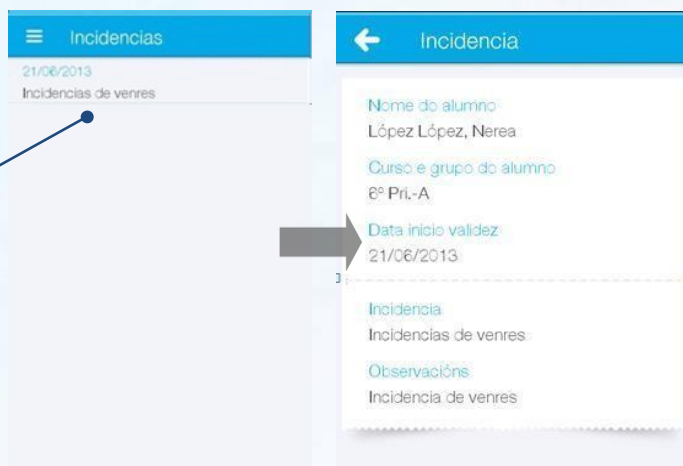 Incidencias
21/06/2013
Incidencias de venres
Incidencia
Nome do alumno
López López, Nerea
Curso e grupo do alumno
6º Pri.-A
Data inicio validez
21/06/2013
Incidencia
Incidencias de venres
Observacións
Incidencia de venres